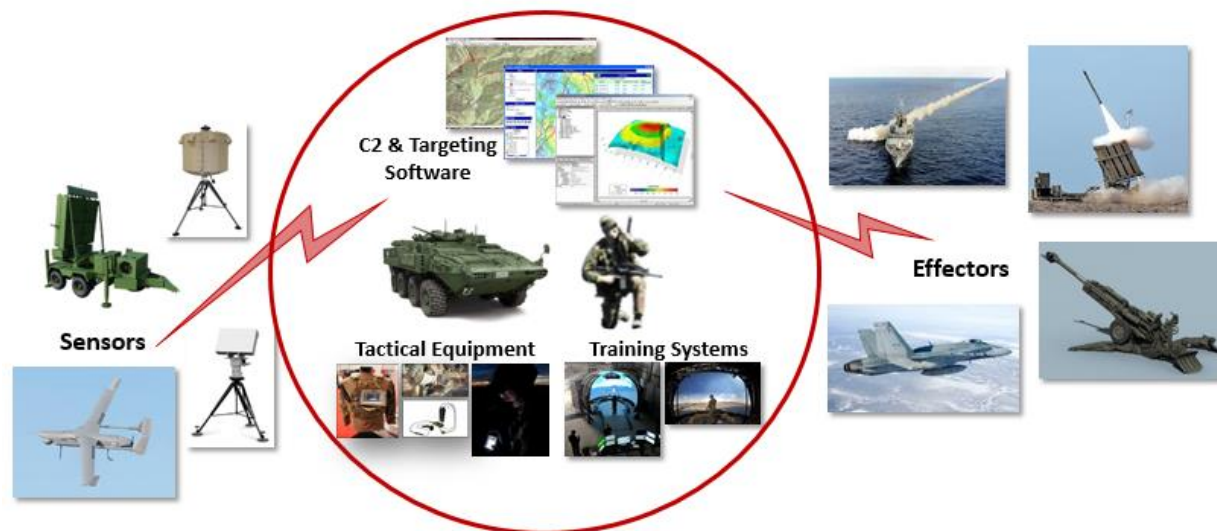 C2 & Targeting
Software
Sensors
Effectors
Tactical Equipment
Training Systems